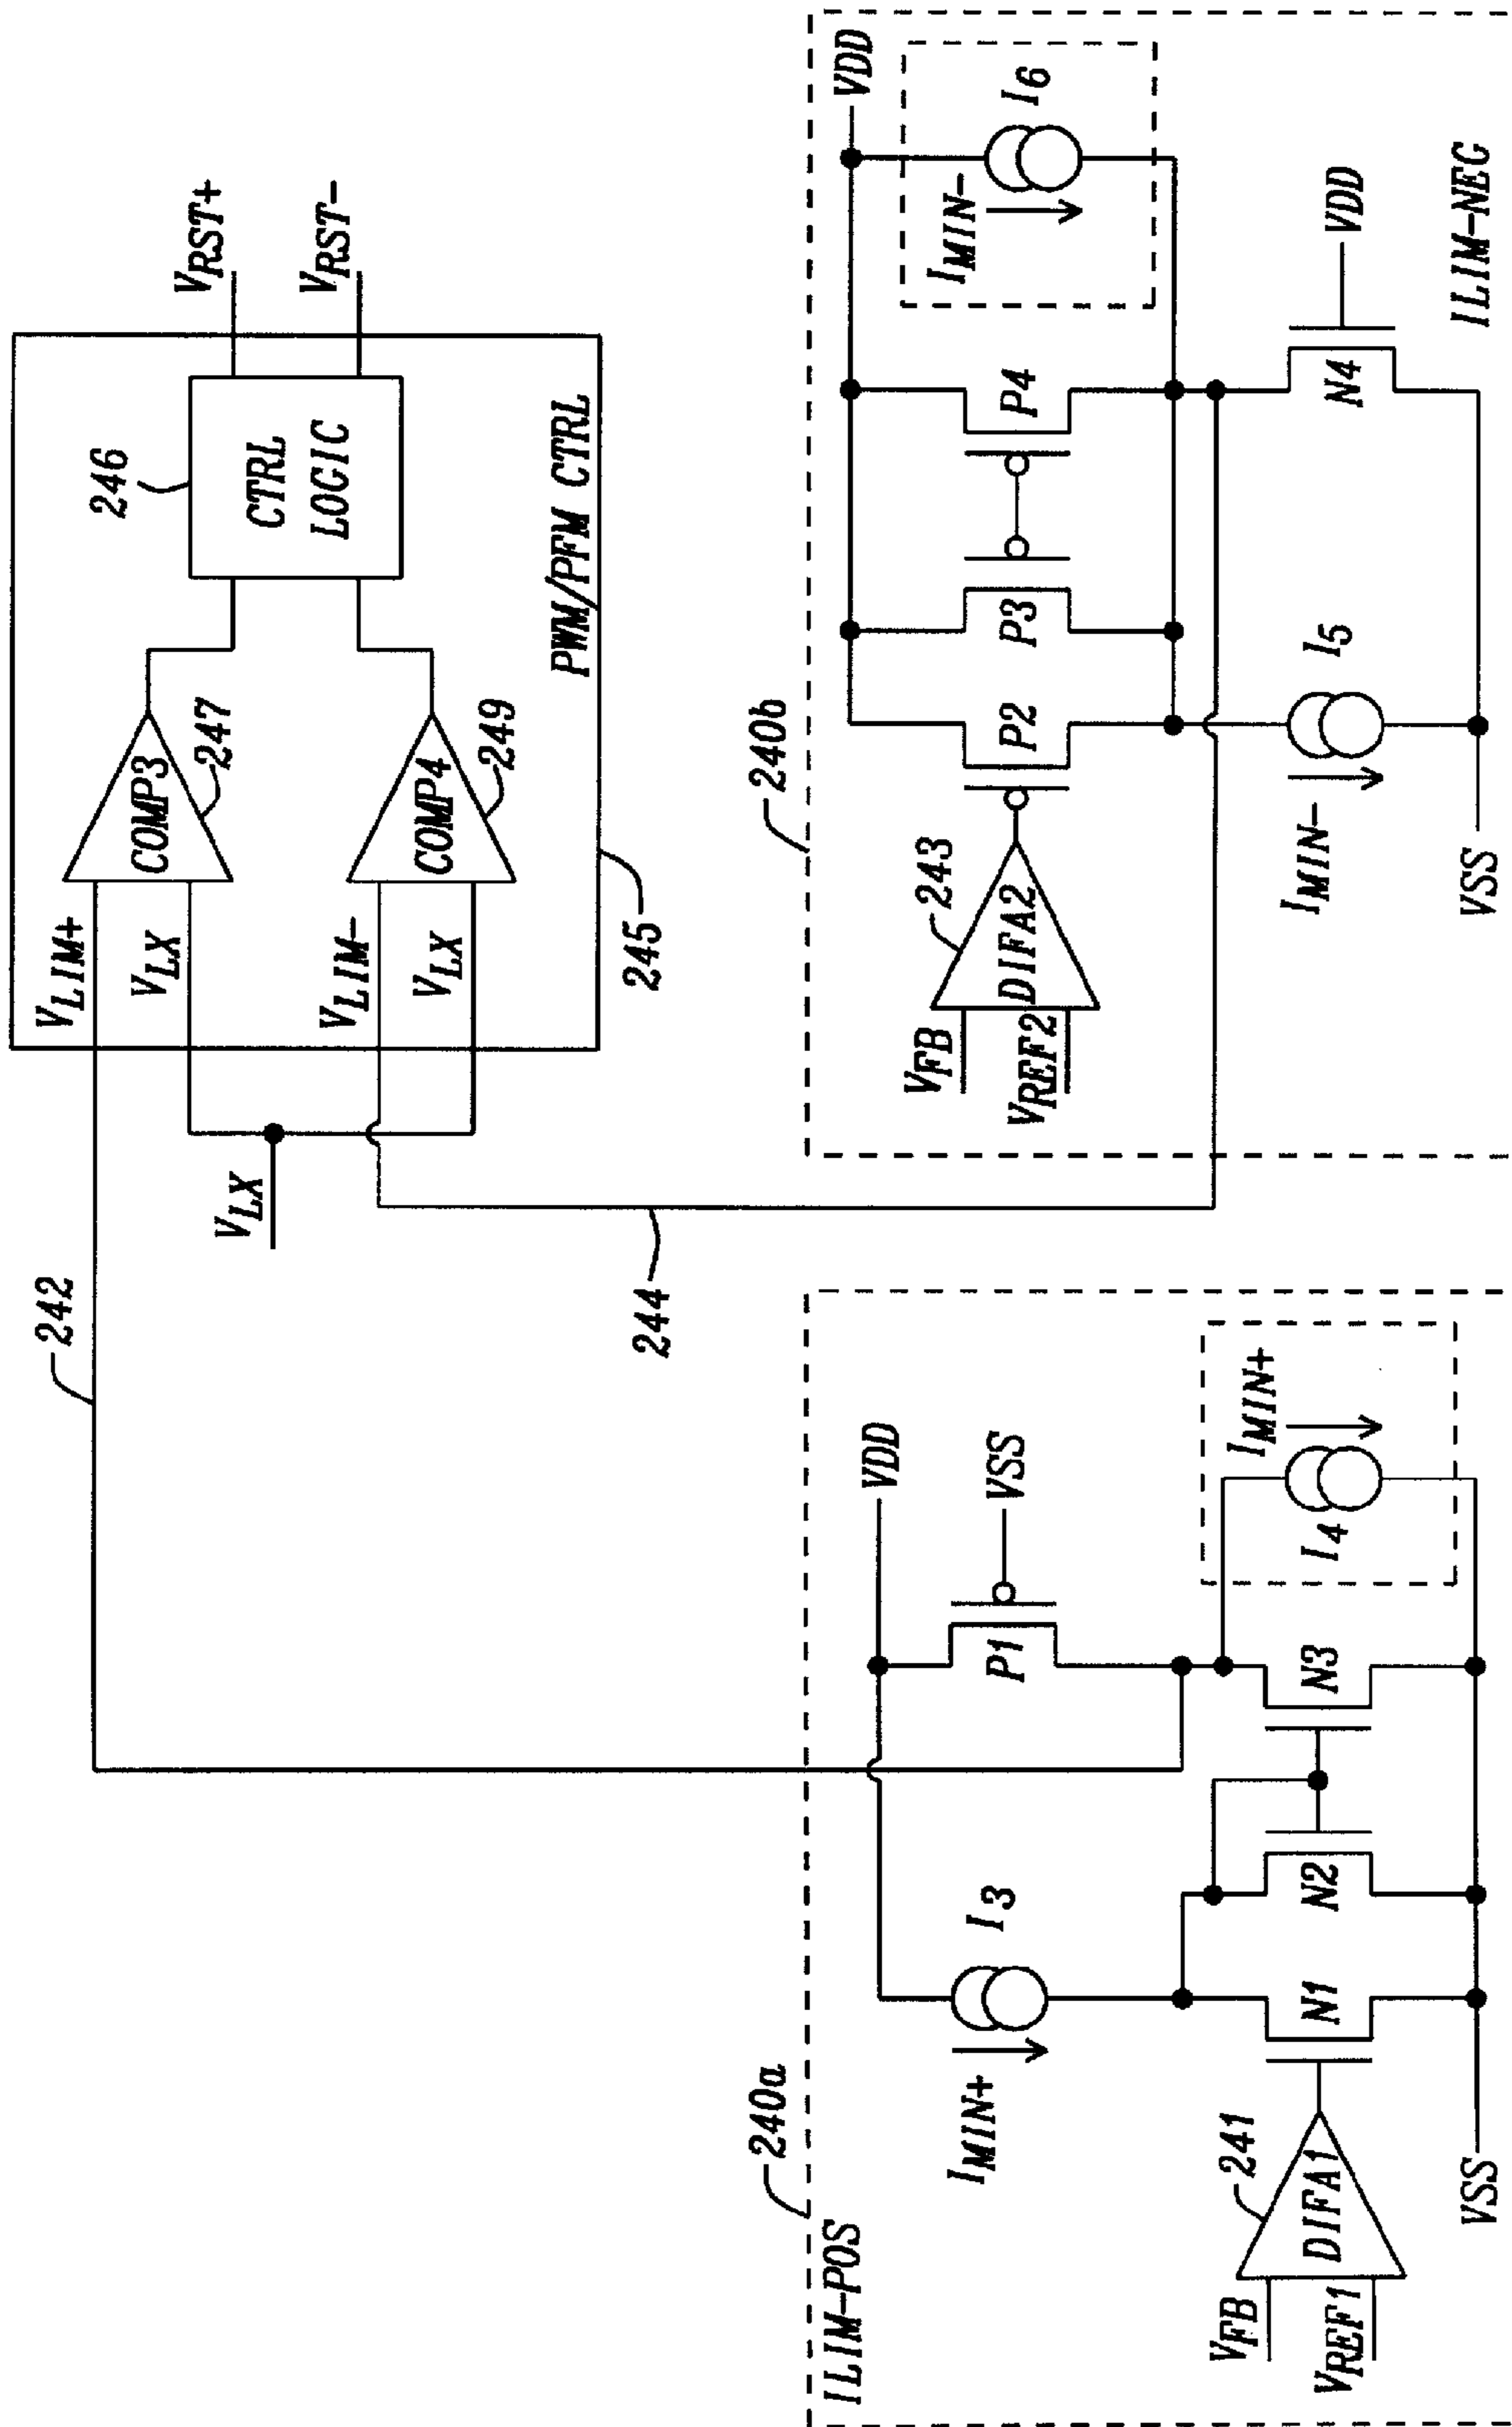 242
V_LIM+
V_LX
COMP3
247
V_LX
V_LIM-
V_LX
COMP4
249
246
CTRL
LOGIC
V_RST+
V_RST-
PWM/PFM CTRL
245
244
240a
ILIM-POS
VDD
I_MIN+
I_3
P1
VSS
V_FB
V_REF1
241
DIFA1
N1
N2
N3
I_4
I_MIN+
VSS
240b
VDD
V_FB
V_REF2
243
DIFA2
P2
P3
P4
I_MIN-
I_6
I_MIN-
I_5
N4
VDD
VSS
ILIM-NEG